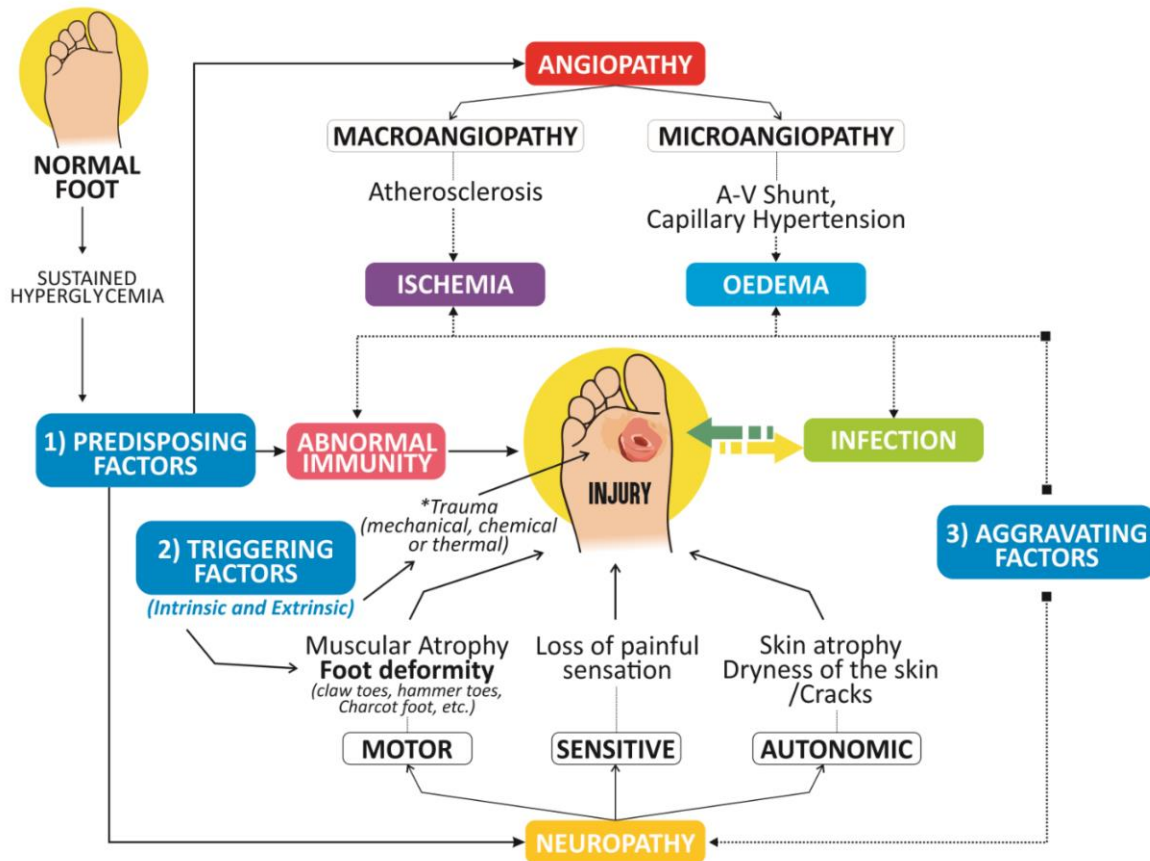 NORMAL
FOOT
SUSTAINED
HYPERGLYCEMIA
1) PREDISPOSING
FACTORS
ANGIOPATHY
MACROANGIOPATHY
Atherosclerosis
ISCHEMIA
MICROANGIOPATHY
A-V Shunt,
Capillary Hypertension
OEDEMA
ABNORMAL
IMMUNITY
INJURY
INFECTION
*Trauma
(mechanical, chemical
or thermal)
2) TRIGGERING
FACTORS
(Intrinsic and Extrinsic)
3) AGGRAVATING
FACTORS
Muscular Atrophy
Foot deformity
(claw toes, hammer toes,
Charcot foot, etc.)
MOTOR
Loss of painful
sensation
SENSITIVE
Skin atrophy
Dryness of the skin
/Cracks
AUTONOMIC
NEUROPATHY